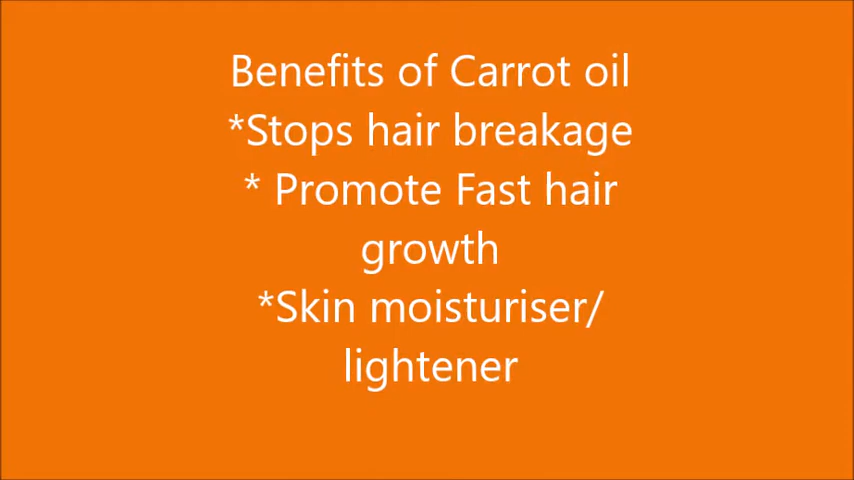 Benefits of Carrot oil
*Stops hair breakage
* Promote Fast hair
growth
*Skin moisturiser/
lightener